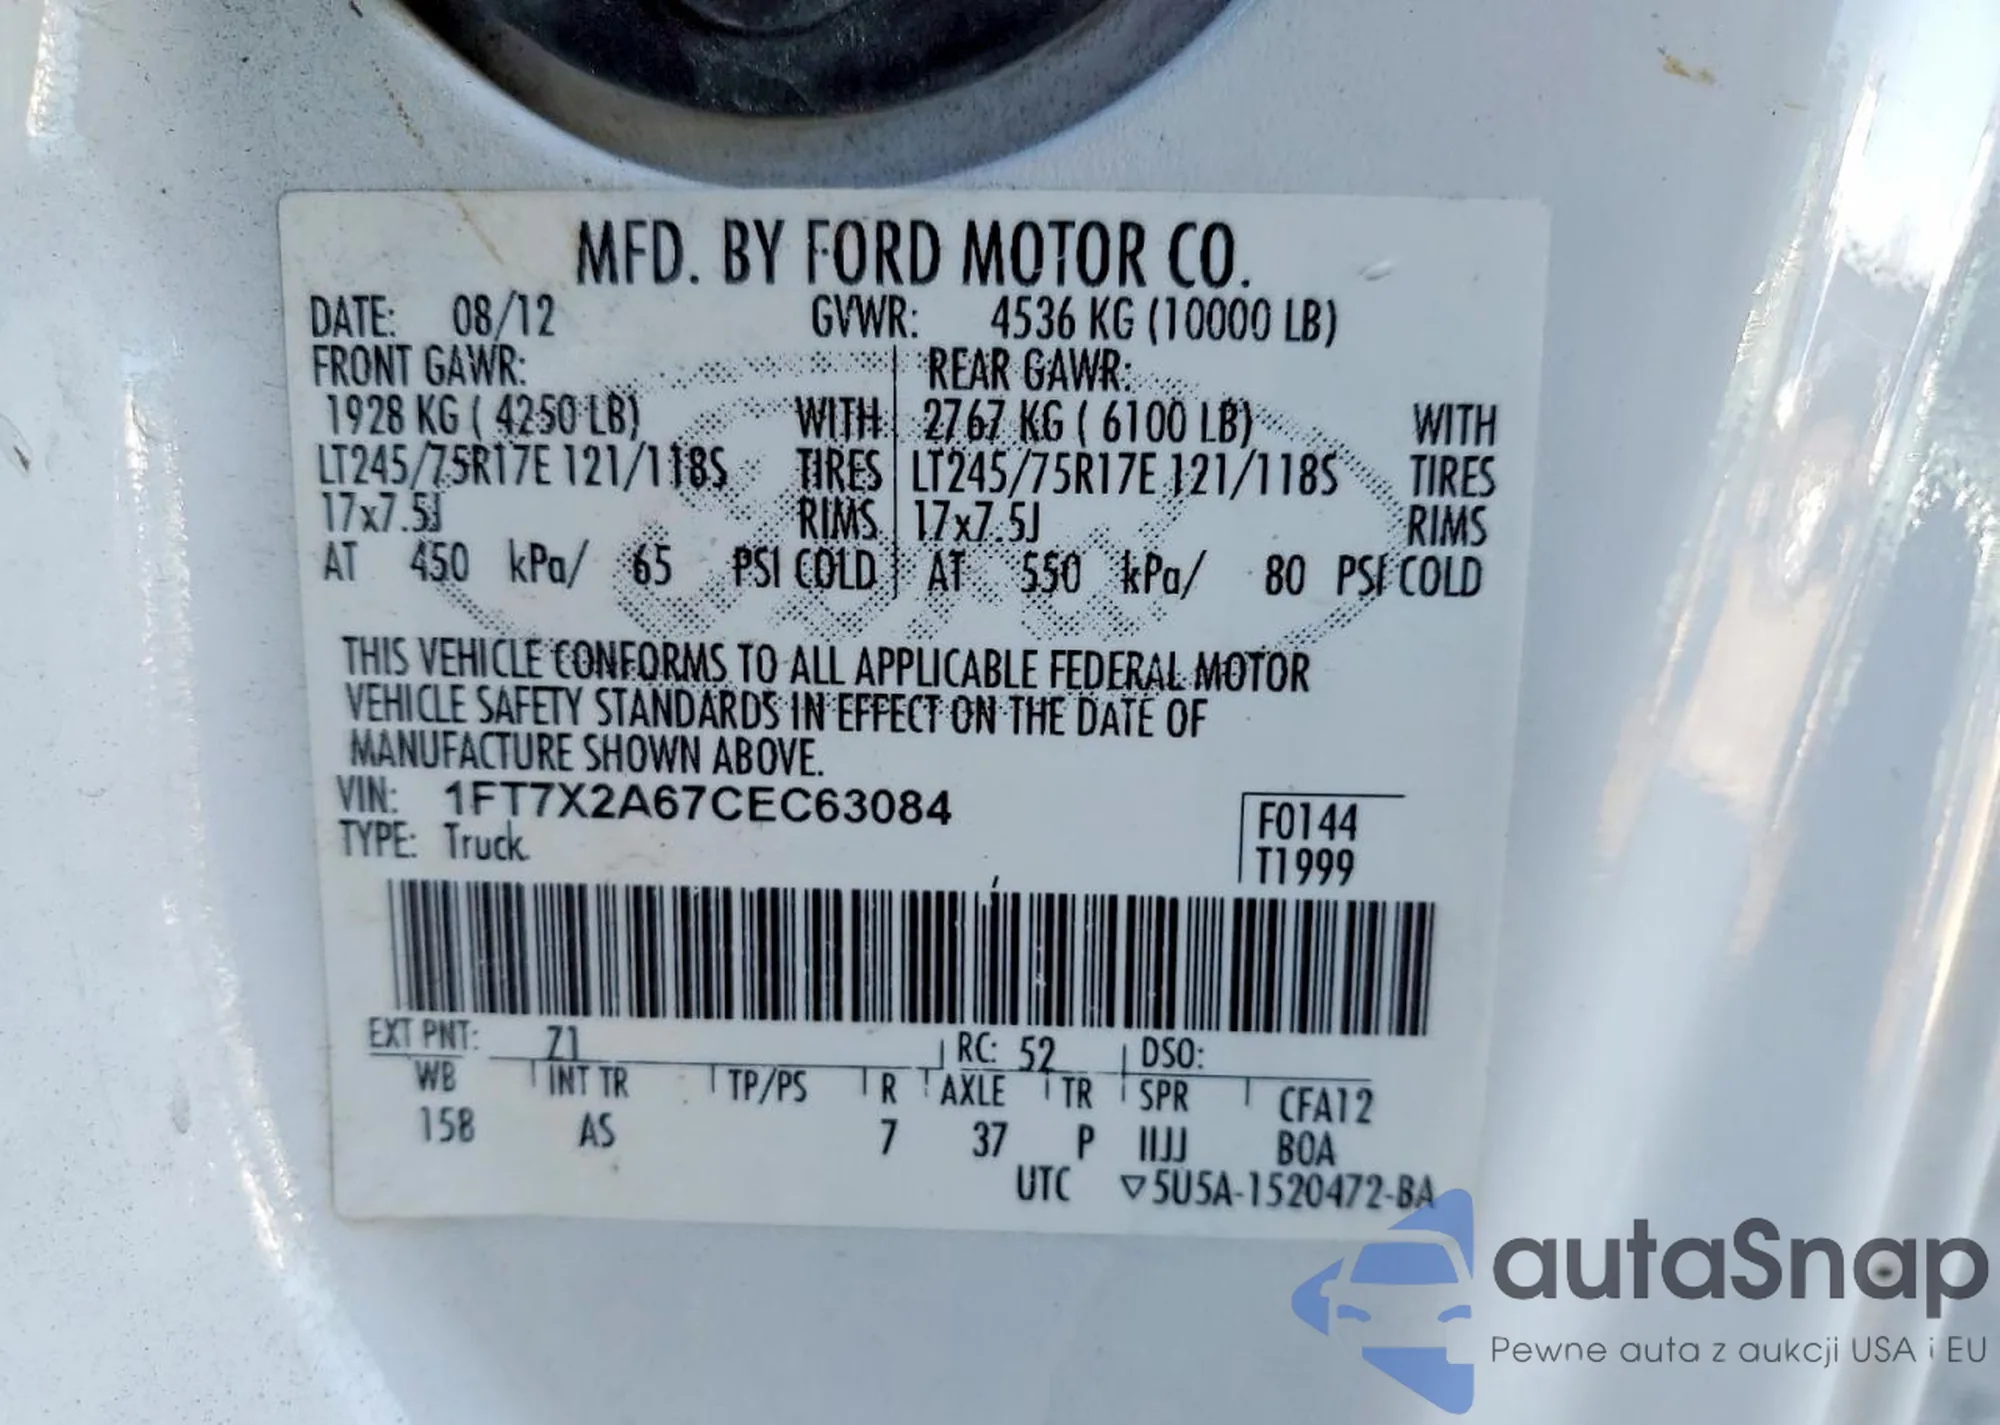 MFD. BY FORD MOTOR CO.
DATE: 08/12 GVWR: 4536 KG (10000 LB)
FRONT GAWR: REAR GAWR:
1928 KG ( 4250 LB) WITH 2767 KG ( 6100 LB) WITH
LT245/75R17E 121/118S TIRES LT245/75R17E 121/118S TIRES
17x7.5J RIMS 17x7.5J RIMS
AT 450 kPa/ 65 PSI COLD AT 550 kPa/ 80 PSI COLD
THIS VEHICLE CONFORMS TO ALL APPLICABLE FEDERAL MOTOR
VEHICLE SAFETY STANDARDS IN EFFECT ON THE DATE OF
MANUFACTURE SHOWN ABOVE.
VIN: 1FT7X2A67CEC63084
TYPE: Truck
F0144
T1999
EXT PNT: Z1 RC: 52 DSO:
WB INT TR TP/PS R AXLE TR SPR CFA12
158 AS 7 37 P IIJJ BOA
UTC ▽5U5A-1520472-BA
autaSnap
Pewne auta z aukcji USA i EU